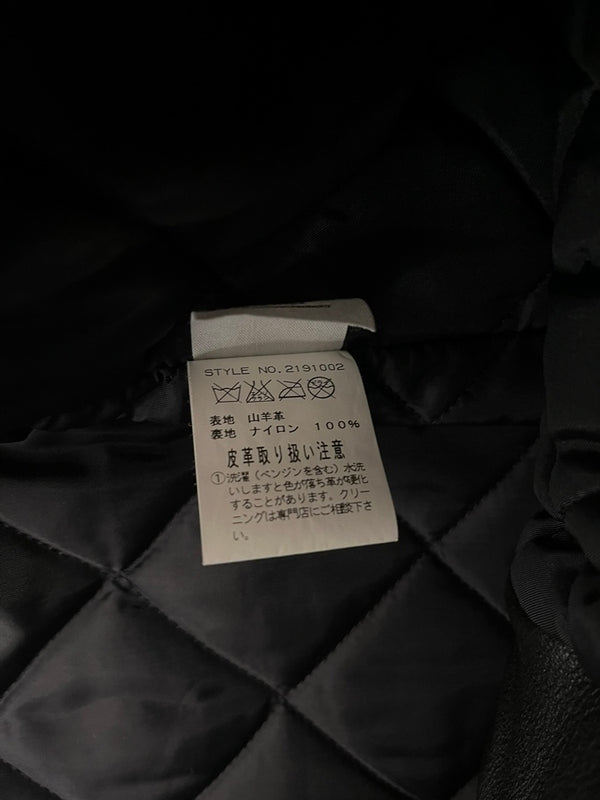 STYLE NO.2191002
表地 山羊革
裏地 ナイロン 100%
皮革取り扱い注意
①洗濯（ベンジンを含む）水洗
いしますと色が落ち革が硬化
することがあります。クリー
ニングは専門店にご相談下さ
い。